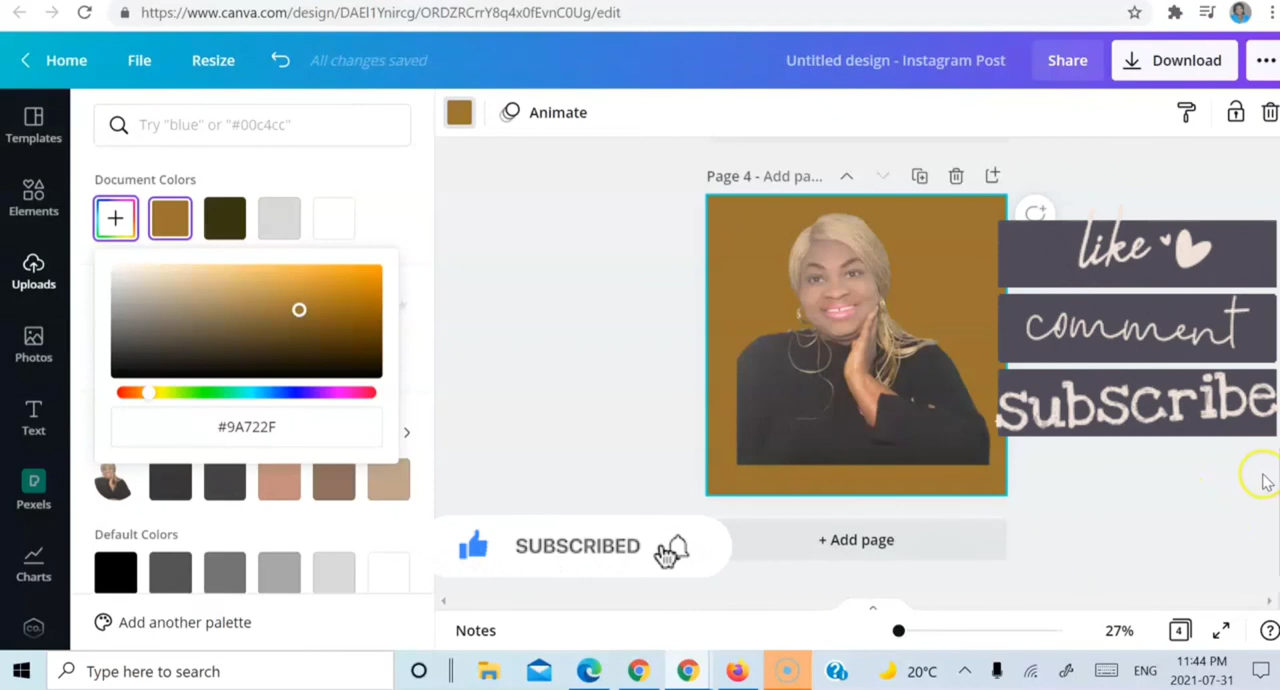 https://www.canva.com/design/DAEl1Ynircg/ORDZRCrrY8q4x0fEvnC0Ug/edit
Home File Resize All changes saved Untitled design - Instagram Post Share Download
Templates
Elements
Uploads
Photos
Text
Pexels
Charts
co.
Try "blue" or "#00c4cc"
Document Colors
#9A722F
Default Colors
Add another palette
Animate
Page 4 - Add pa...
like
comment
subscribe
SUBSCRIBED
+ Add page
Notes
27%
4
Type here to search
20°C
ENG
11:44 PM
2021-07-31